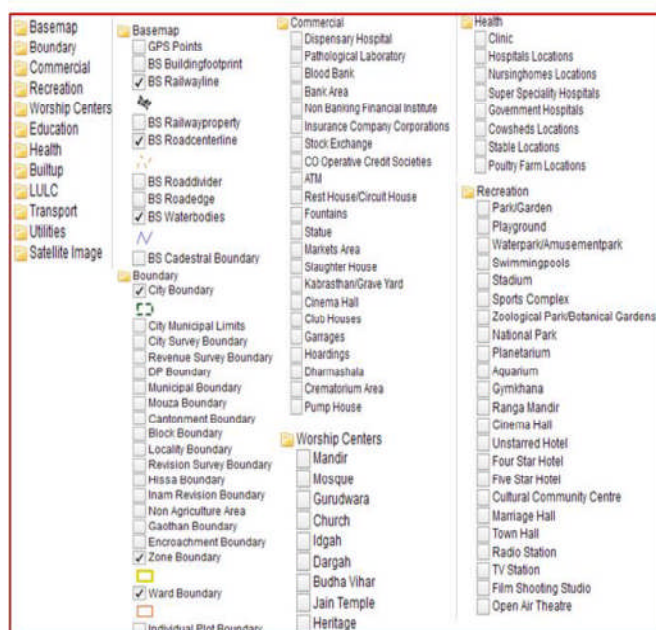 Basemap
Boundary
Commercial
Recreation
Worship Centers
Education
Health
Builtup
LULC
Transport
Utilities
Satellite Image
Basemap
GPS Points
BS Buildingfootprint
BS Railwayline
BS Railwayproperty
BS Roadcenterline
BS Roaddivider
BS Roadedge
BS Waterbodies
BS Cadestral Boundary
Boundary
City Boundary
City Municipal Limits
City Survey Boundary
Revenue Survey Boundary
DP Boundary
Municipal Boundary
Mouza Boundary
Cantonment Boundary
Block Boundary
Locality Boundary
Revision Survey Boundary
Hissa Boundary
Inam Revision Boundary
Non Agriculture Area
Gaothan Boundary
Encroachment Boundary
Zone Boundary
Ward Boundary
Individual Plot Boundary
Commercial
Dispensary Hospital
Pathological Laboratory
Blood Bank
Bank Area
Non Banking Financial Institute
Insurance Company Corporations
Stock Exchange
CO Operative Credit Societies
ATM
Rest House/Circuit House
Fountains
Statue
Markets Area
Slaughter House
Kabrasthan/Grave Yard
Cinema Hall
Club Houses
Garrages
Hoardings
Dharmashala
Crematorium Area
Pump House
Worship Centers
Mandir
Mosque
Gurudwara
Church
Idgah
Dargah
Budha Vihar
Jain Temple
Heritage
Health
Clinic
Hospitals Locations
Nursinghomes Locations
Super Speciality Hospitals
Government Hospitals
Cowsheds Locations
Stable Locations
Poultry Farm Locations
Recreation
Park/Garden
Playground
Waterpark/Amusementpark
Swimmingpools
Stadium
Sports Complex
Zoological Park/Botanical Gardens
National Park
Planetarium
Aquarium
Gymkhana
Ranga Mandir
Cinema Hall
Unstarred Hotel
Four Star Hotel
Five Star Hotel
Cultural Community Centre
Marriage Hall
Town Hall
Radio Station
TV Station
Film Shooting Studio
Open Air Theatre